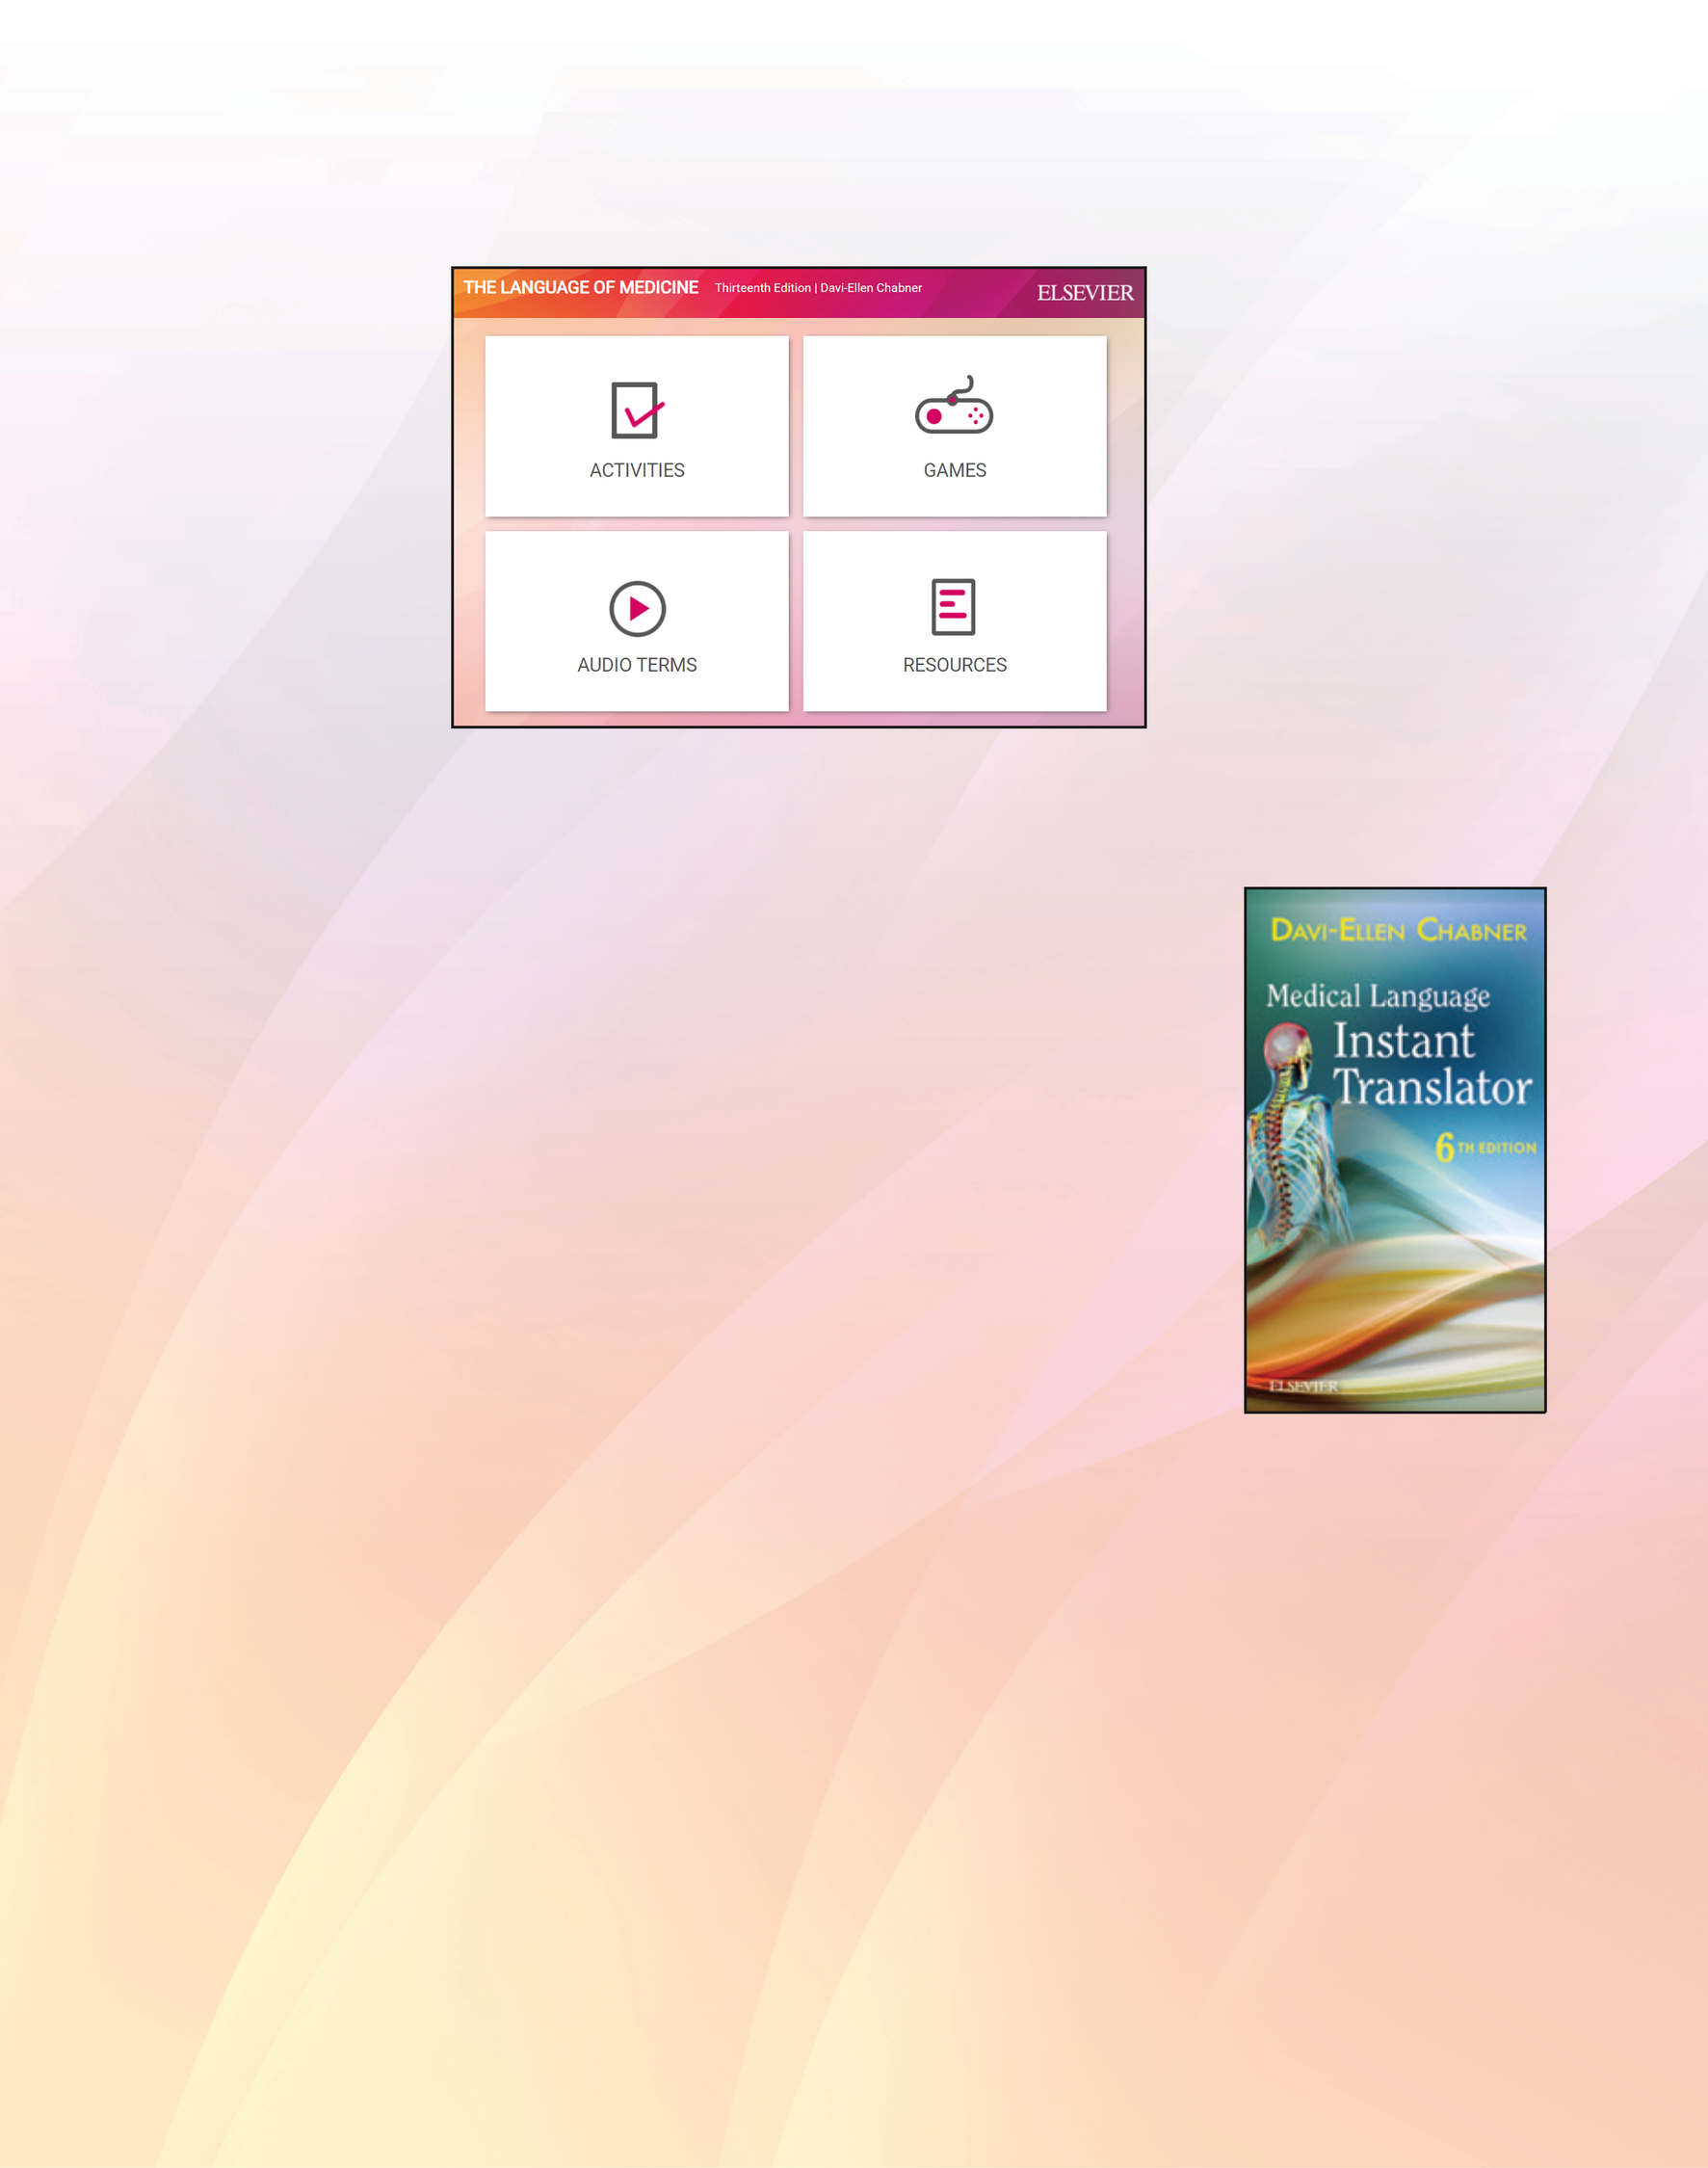 THE LANGUAGE OF MEDICINE Thirteenth Edition | Davi-Ellen Chabner ELSEVIER
ACTIVITIES
GAMES
AUDIO TERMS
RESOURCES
DAVI-ELLEN CHABNER
Medical Language
Instant
Translator
6TH EDITION
ELSEVIER